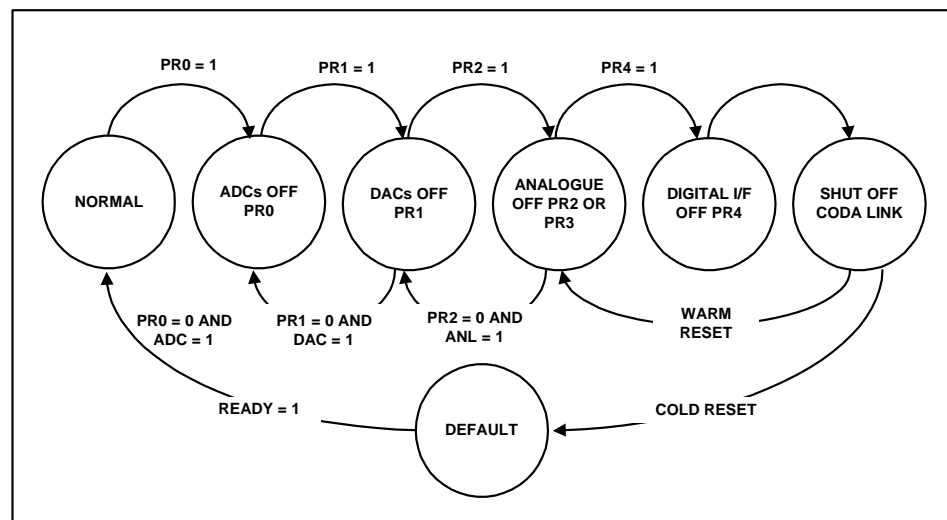 PR0 = 1
PR1 = 1
PR2 = 1
PR4 = 1
NORMAL
ADCs OFF
PR0
DACs OFF
PR1
ANALOGUE
OFF PR2 OR
PR3
DIGITAL I/F
OFF PR4
SHUT OFF
CODA LINK
PR0 = 0 AND
ADC = 1
PR1 = 0 AND
DAC = 1
PR2 = 0 AND
ANL = 1
WARM
RESET
READY = 1
DEFAULT
COLD RESET